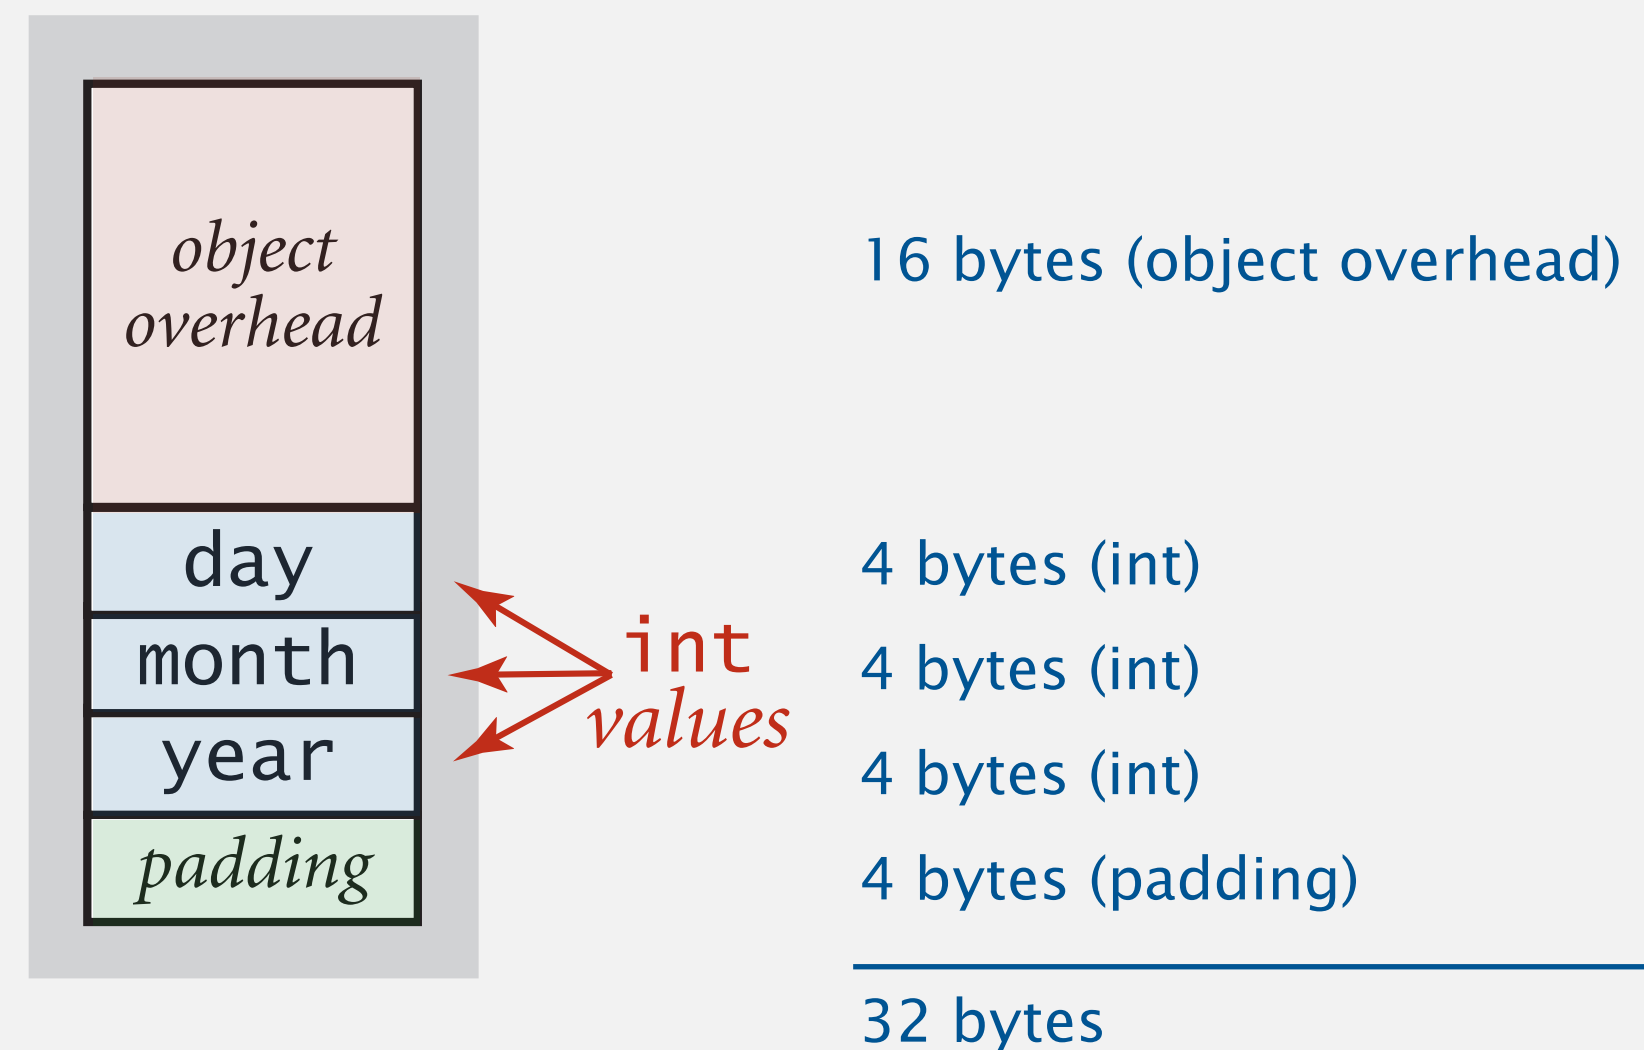 object
overhead
16 bytes (object overhead)
day
4 bytes (int)
month
int
values
4 bytes (int)
year
4 bytes (int)
padding
4 bytes (padding)
32 bytes